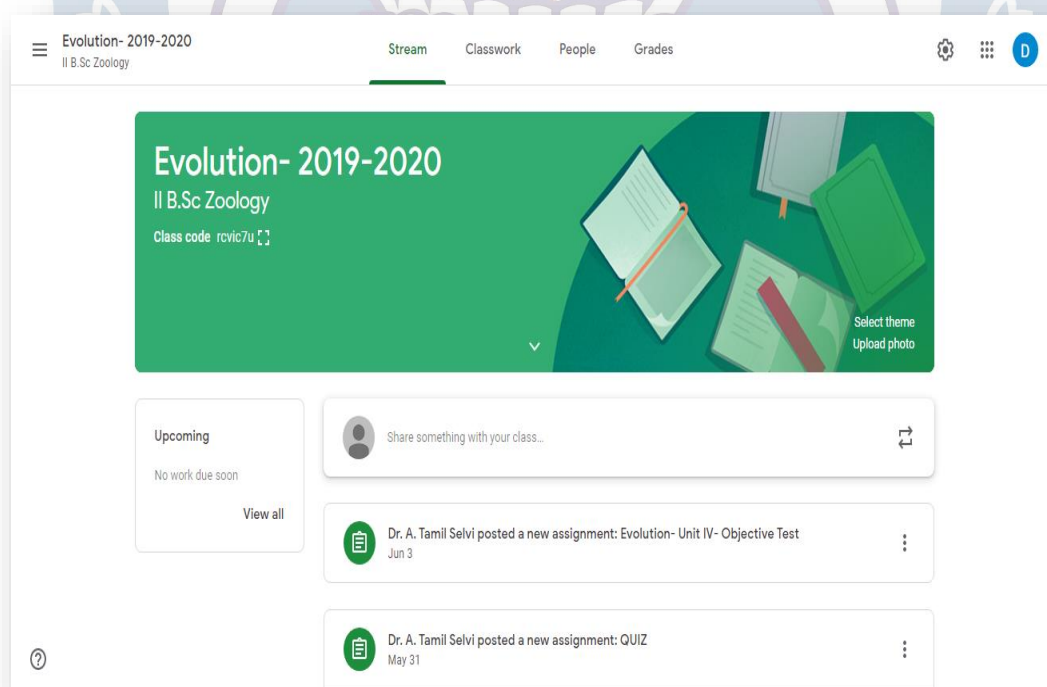 Evolution- 2019-2020
II B.Sc Zoology
Stream Classwork People Grades
D
Evolution- 2019-2020
II B.Sc Zoology
Class code rcvic7u
Select theme
Upload photo
Upcoming
No work due soon
View all
Share something with your class...
Dr. A. Tamil Selvi posted a new assignment: Evolution- Unit IV- Objective Test
Jun 3
Dr. A. Tamil Selvi posted a new assignment: QUIZ
May 31